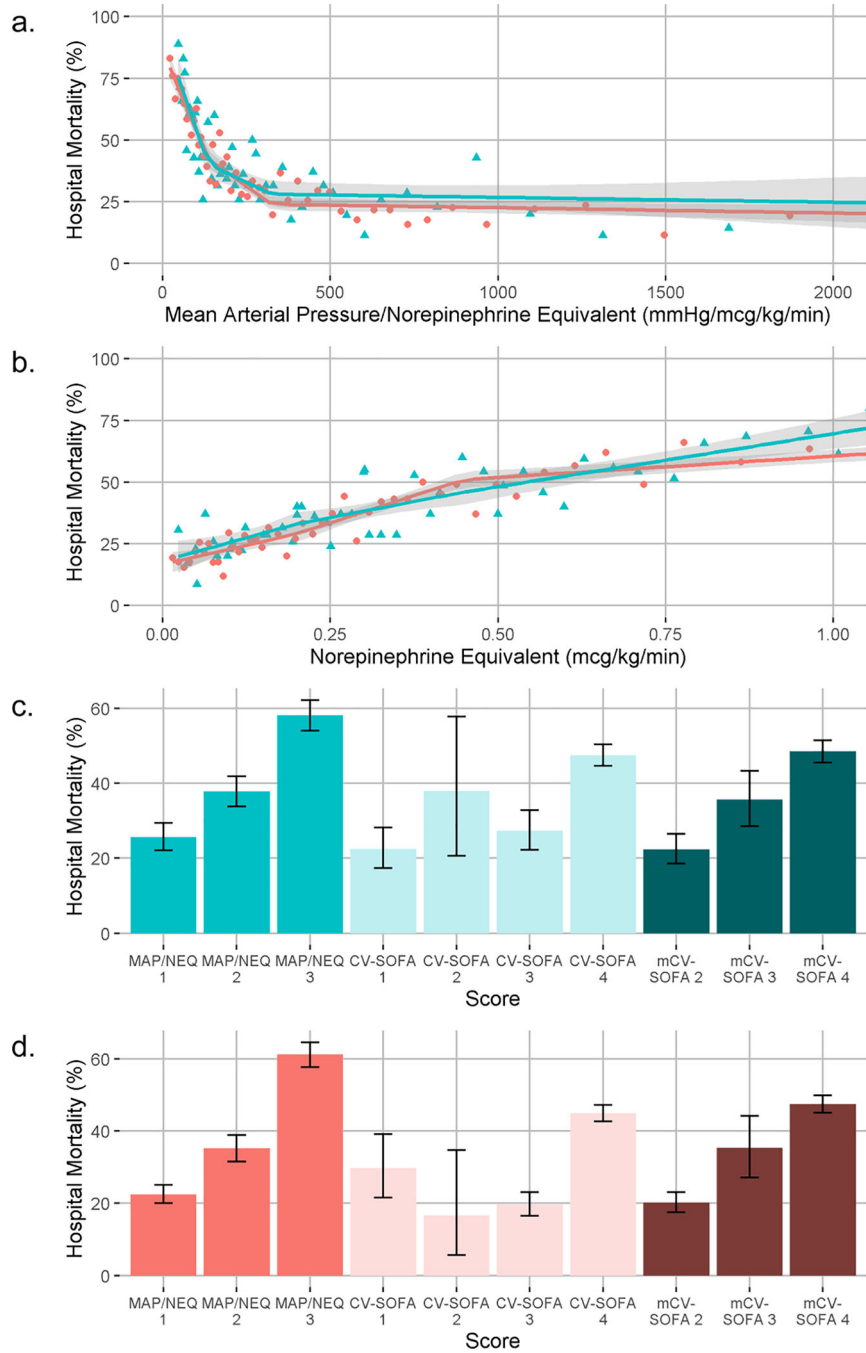 a.
Hospital Mortality (%)
100
75
50
25
0
0 500 1000 1500 2000
Mean Arterial Pressure/Norepinephrine Equivalent (mmHg/mcg/kg/min)
b.
Hospital Mortality (%)
100
75
50
25
0
0.00 0.25 0.50 0.75 1.00
Norepinephrine Equivalent (mcg/kg/min)
c.
Hospital Mortality (%)
60
40
20
0
MAP/NEQ MAP/NEQ MAP/NEQ CV-SOFA CV-SOFA CV-SOFA CV-SOFA mCV- mCV- mCV-
1 2 3 1 2 3 4 SOFA 2 SOFA 3 SOFA 4
Score
d.
Hospital Mortality (%)
60
40
20
0
MAP/NEQ MAP/NEQ MAP/NEQ CV-SOFA CV-SOFA CV-SOFA CV-SOFA mCV- mCV- mCV-
1 2 3 1 2 3 4 SOFA 2 SOFA 3 SOFA 4
Score